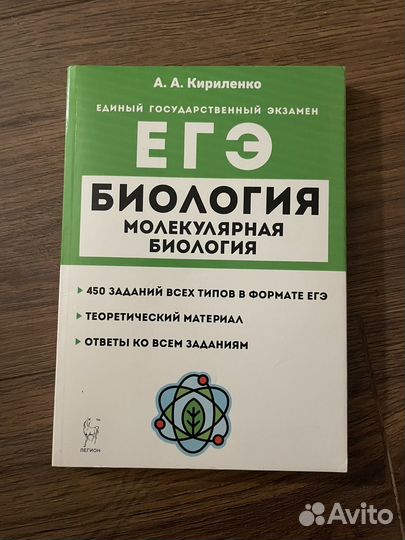 А. А. Кириленко
ЕДИНЫЙ ГОСУДАРСТВЕННЫЙ ЭКЗАМЕН
ЕГЭ
БИОЛОГИЯ
МОЛЕКУЛЯРНАЯ
БИОЛОГИЯ
450 ЗАДАНИЙ ВСЕХ ТИПОВ В ФОРМАТЕ ЕГЭ
ТЕОРЕТИЧЕСКИЙ МАТЕРИАЛ
ОТВЕТЫ КО ВСЕМ ЗАДАНИЯМ
ЛЕГИОН
Avito